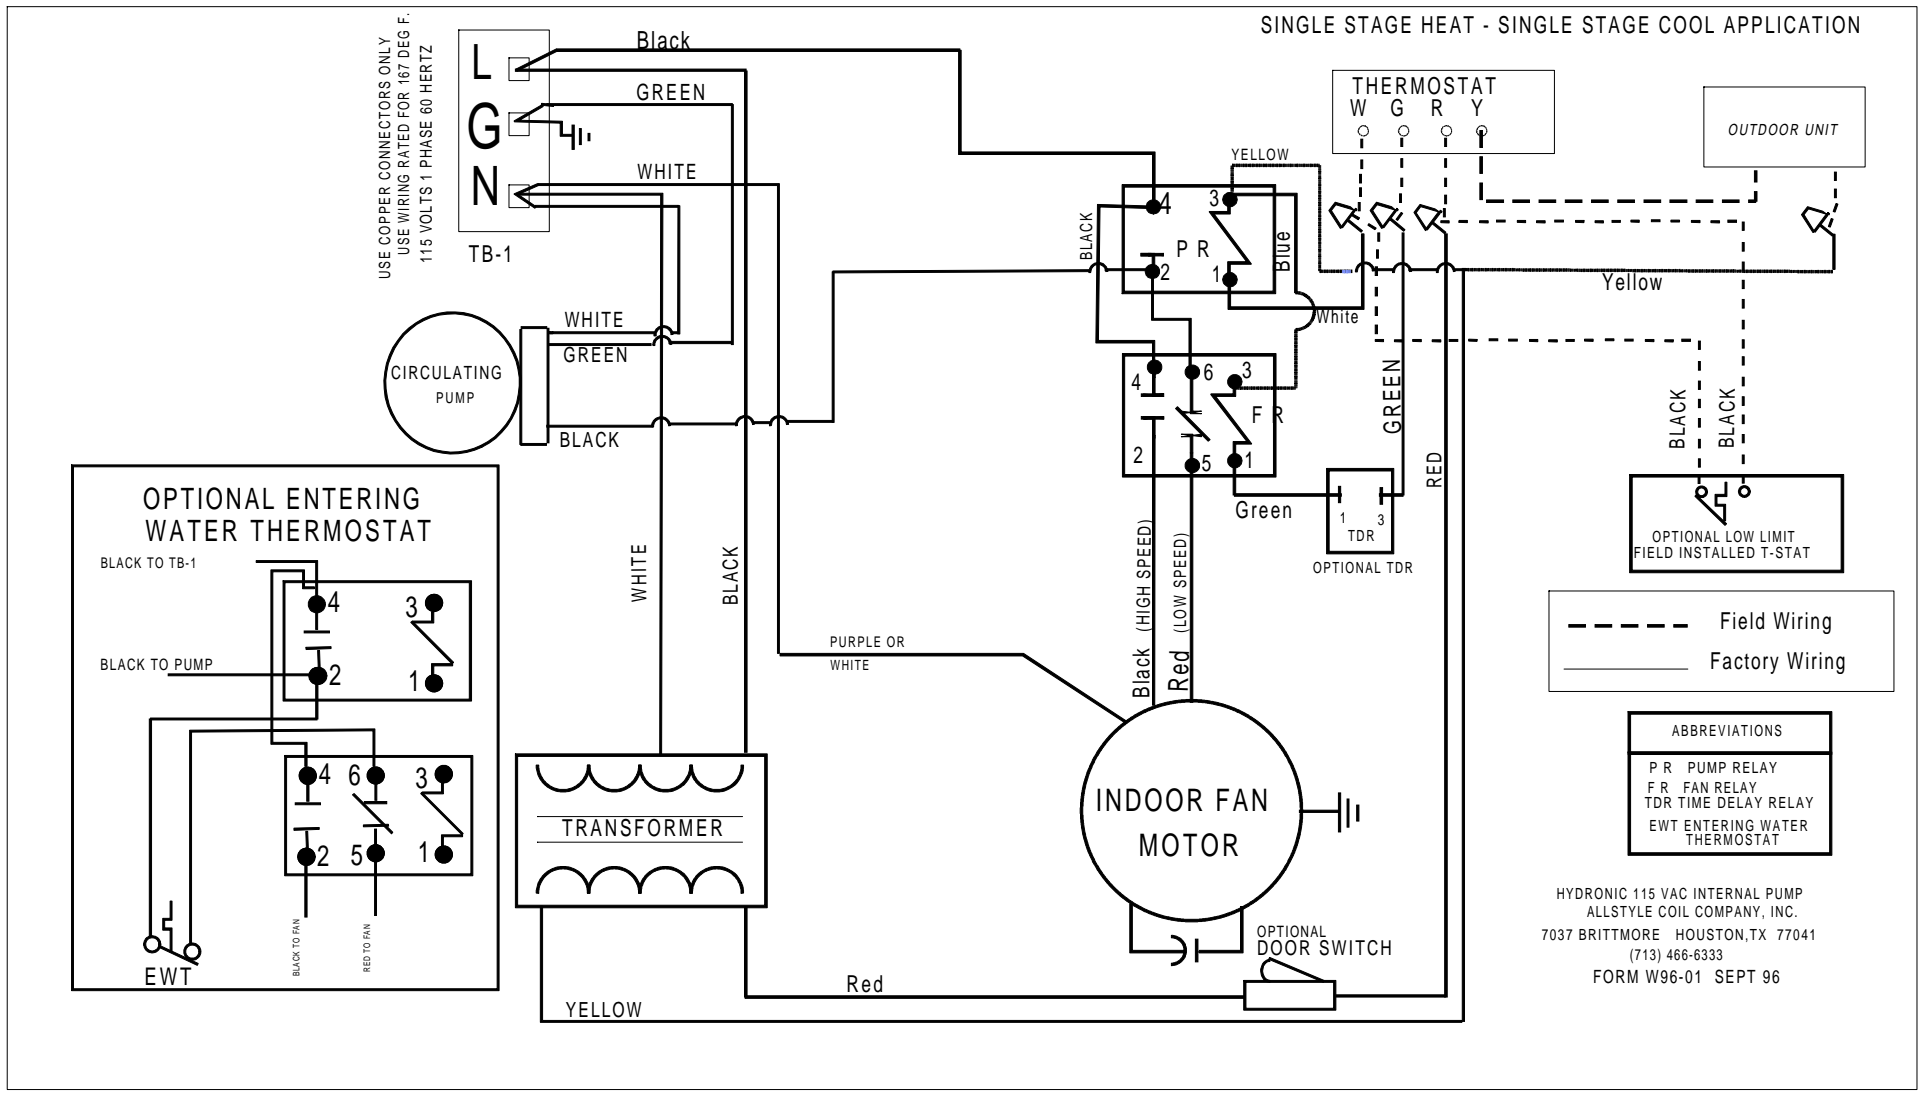 SINGLE STAGE HEAT - SINGLE STAGE COOL APPLICATION
USE COPPER CONNECTORS ONLY
USE WIRING RATED FOR 167 DEG F.
115 VOLTS 1 PHASE 60 HERTZ
L
G
N
TB-1
Black
GREEN
WHITE
THERMOSTAT
W G R Y
OUTDOOR UNIT
YELLOW
BLACK
4
3
P R
2
1
Blue
White
Yellow
WHITE
GREEN
CIRCULATING
PUMP
BLACK
4
6
3
F R
2
5
1
GREEN
RED
BLACK
BLACK
Green
1
3
TDR
OPTIONAL TDR
OPTIONAL LOW LIMIT
FIELD INSTALLED T-STAT
Field Wiring
Factory Wiring
ABBREVIATIONS
P R PUMP RELAY
F R FAN RELAY
TDR TIME DELAY RELAY
EWT ENTERING WATER
THERMOSTAT
HYDRONIC 115 VAC INTERNAL PUMP
ALLSTYLE COIL COMPANY, INC.
7037 BRITTMORE HOUSTON,TX 77041
(713) 466-6333
FORM W96-01 SEPT 96
OPTIONAL ENTERING
WATER THERMOSTAT
BLACK TO TB-1
4
3
BLACK TO PUMP
2
1
4
6
3
2
5
1
BLACK TO FAN
RED TO FAN
EWT
WHITE
BLACK
PURPLE OR
WHITE
Black (HIGH SPEED)
Red (LOW SPEED)
TRANSFORMER
INDOOR FAN
MOTOR
OPTIONAL
DOOR SWITCH
Red
YELLOW